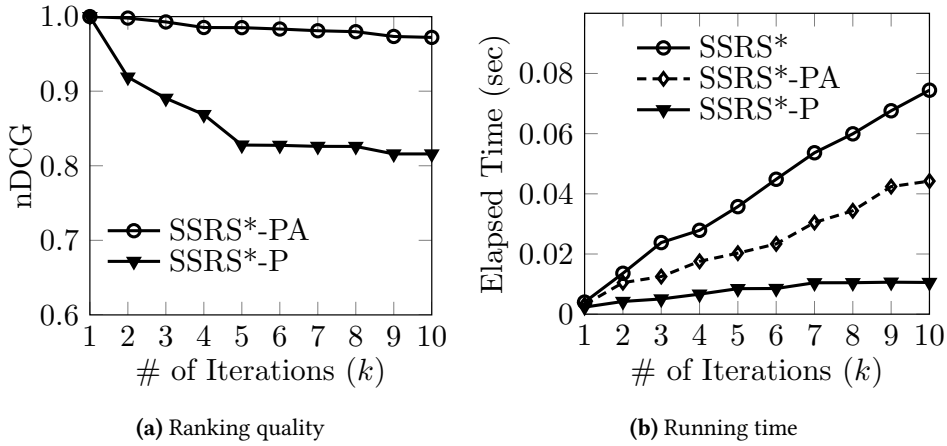 1.0
0.9
0.8
0.7
0.6
nDCG
SSRS*-PA
SSRS*-P
1 2 3 4 5 6 7 8 9 10
# of Iterations (k)
(a) Ranking quality
0.08
0.06
0.04
0.02
0
Elapsed Time (sec)
SSRS*
SSRS*-PA
SSRS*-P
1 2 3 4 5 6 7 8 9 10
# of Iterations (k)
(b) Running time